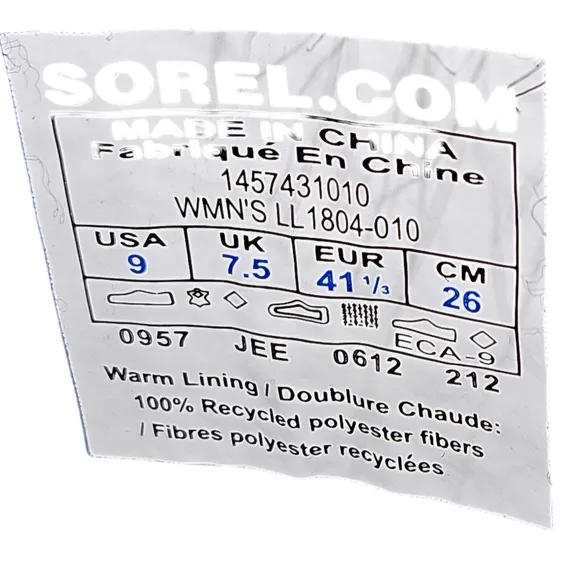 SOREL.COM
MADE IN CHINA
Fabriqué En Chine
1457431010
WMN'S LL1804-010
USA UK EUR CM
9 7.5 41 1/3 26
ECA-9
0957 JEE 0612 212
Warm Lining / Doublure Chaude:
100% Recycled polyester fibers
/ Fibres polyester recyclées